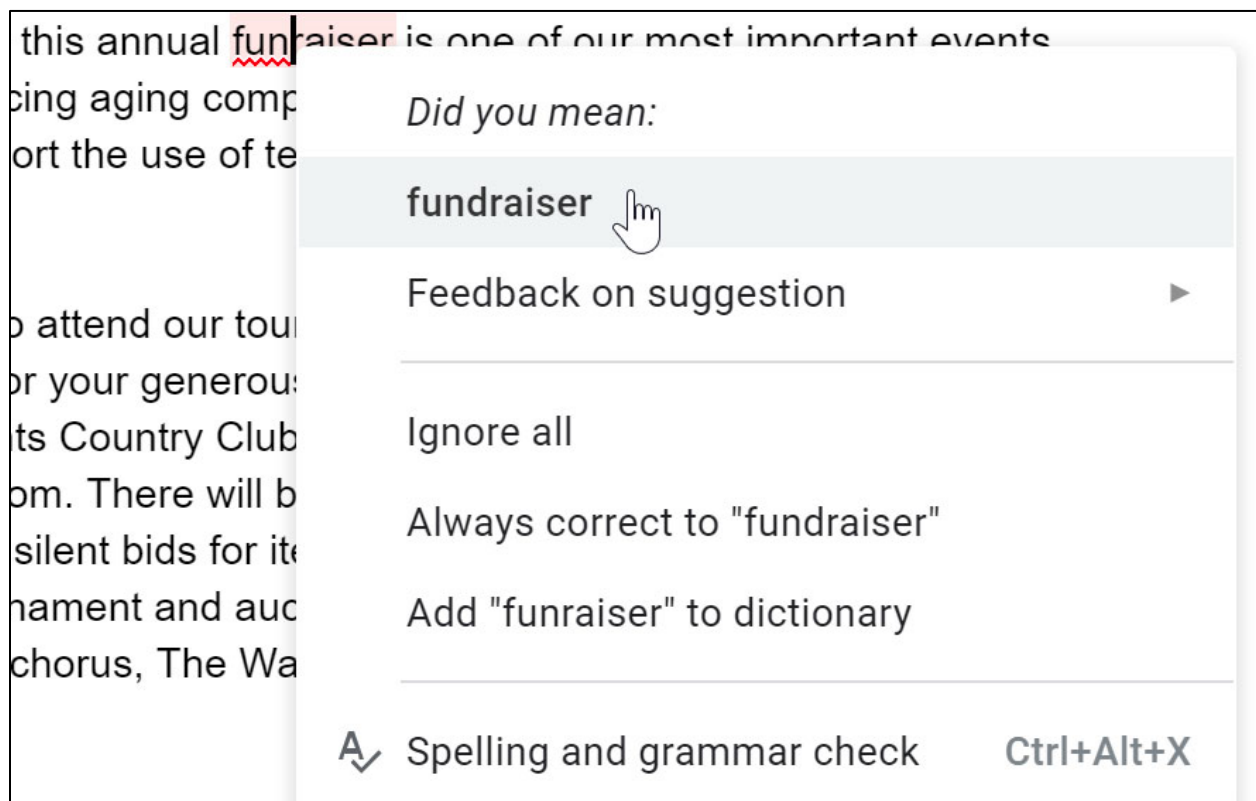 this annual funraiser is one of our most important events
cing aging comp
ort the use of te
o attend our tou
or your generous
ts Country Club
om. There will b
silent bids for ite
nament and auc
chorus, The Wa
Did you mean:
fundraiser
Feedback on suggestion
Ignore all
Always correct to "fundraiser"
Add "funraiser" to dictionary
Spelling and grammar check Ctrl+Alt+X